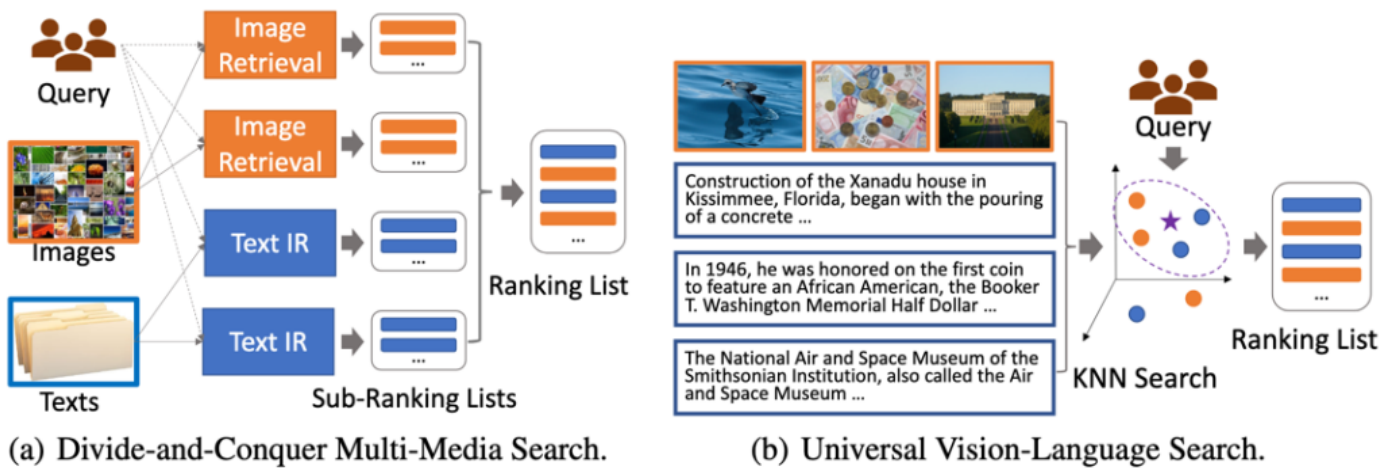 Query
Image
Retrieval
...
Image
Retrieval
...
Images
Text IR
...
Texts
Text IR
...
Sub-Ranking Lists
...
Ranking List
(a) Divide-and-Conquer Multi-Media Search.
Query
Construction of the Xanadu house in
Kissimmee, Florida, began with the pouring
of a concrete ...
In 1946, he was honored on the first coin
to feature an African American, the Booker
T. Washington Memorial Half Dollar ...
The National Air and Space Museum of the
Smithsonian Institution, also called the Air
and Space Museum ...
KNN Search
...
Ranking List
(b) Universal Vision-Language Search.